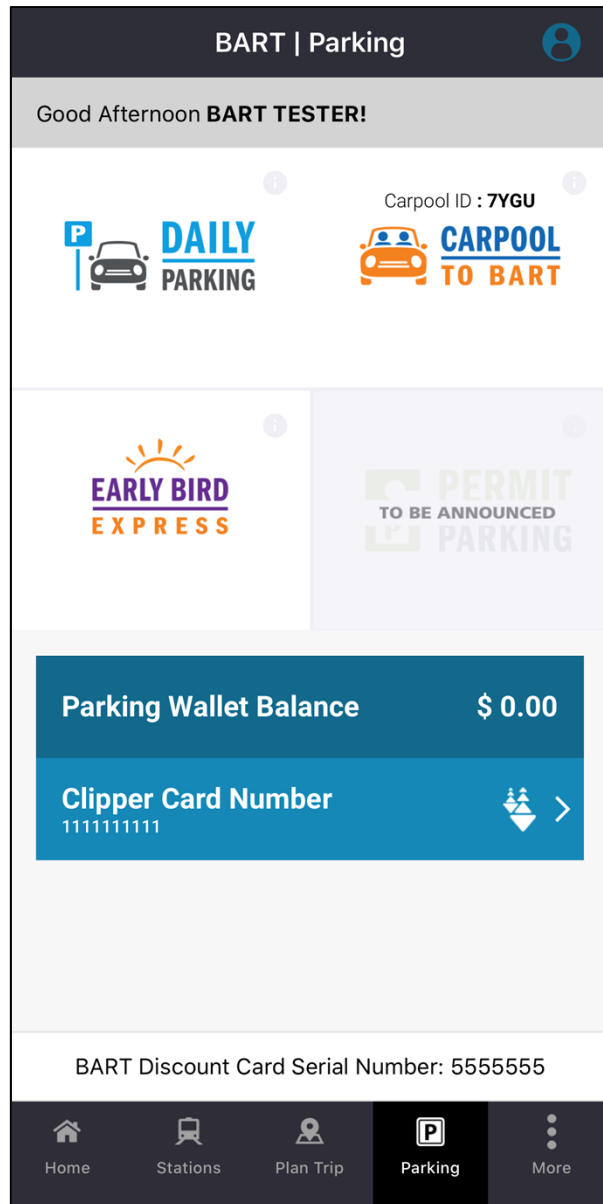 BART | Parking
Good Afternoon BART TESTER!
P DAILY
PARKING
Carpool ID : 7YGU
CARPOOL
TO BART
EARLY BIRD
EXPRESS
PERMIT
TO BE ANNOUNCED
PARKING
Parking Wallet Balance $ 0.00
Clipper Card Number
1111111111
BART Discount Card Serial Number: 5555555
P
Home Stations Plan Trip Parking More